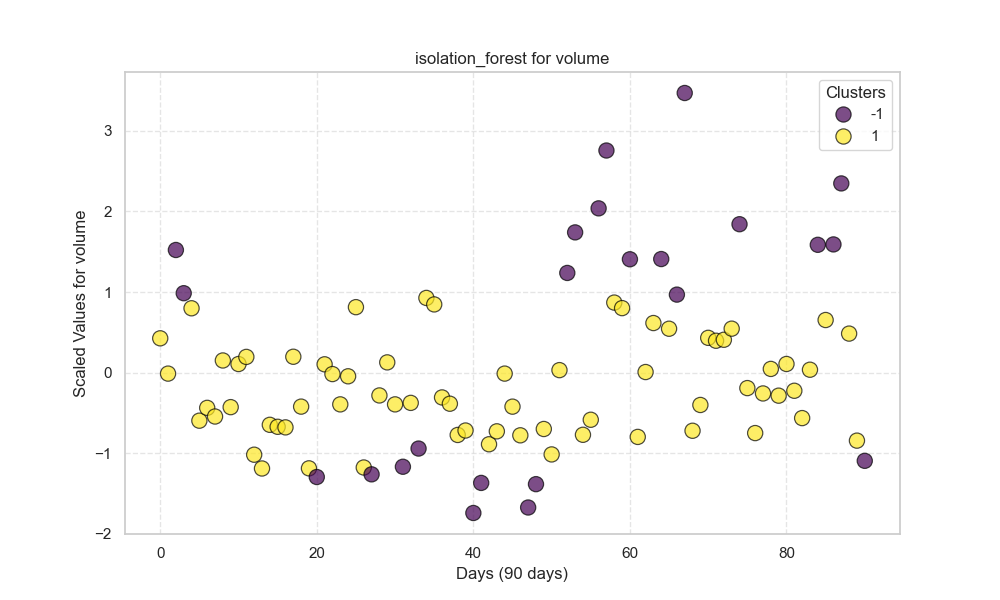 isolation_forest for volume
Clusters
-1
1
3
2
1
0
−1
−2
Scaled Values for volume
0 20 40 60 80
Days (90 days)